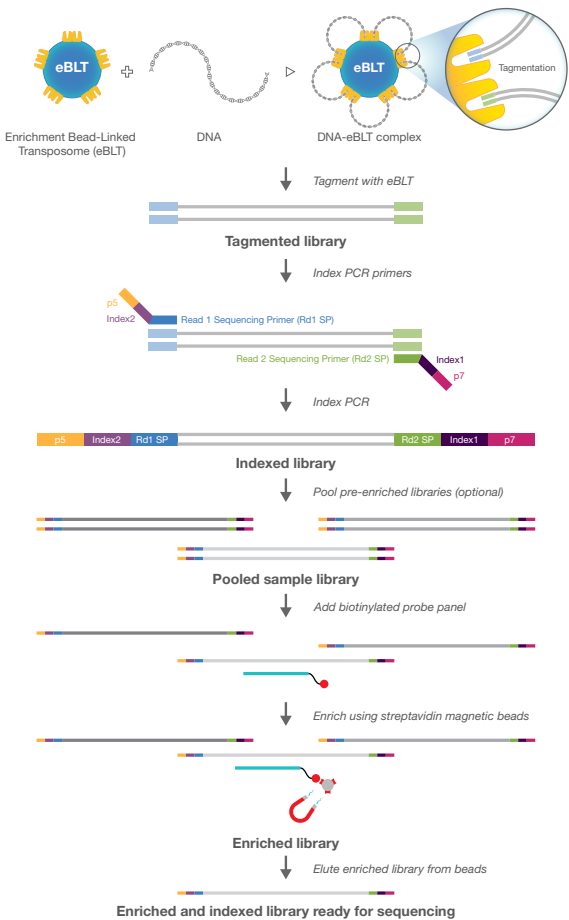 eBLT
eBLT
Tagmentation
Enrichment Bead-Linked
Transposome (eBLT)
DNA
DNA-eBLT complex
Tagment with eBLT
Tagmented library
Index PCR primers
p5
Index2
Read 1 Sequencing Primer (Rd1 SP)
Read 2 Sequencing Primer (Rd2 SP)
Index1
p7
Index PCR
p5
Index2
Rd1 SP
Rd2 SP
Index1
p7
Indexed library
Pool pre-enriched libraries (optional)
Pooled sample library
Add biotinylated probe panel
Enrich using streptavidin magnetic beads
Enriched library
Elute enriched library from beads
Enriched and indexed library ready for sequencing